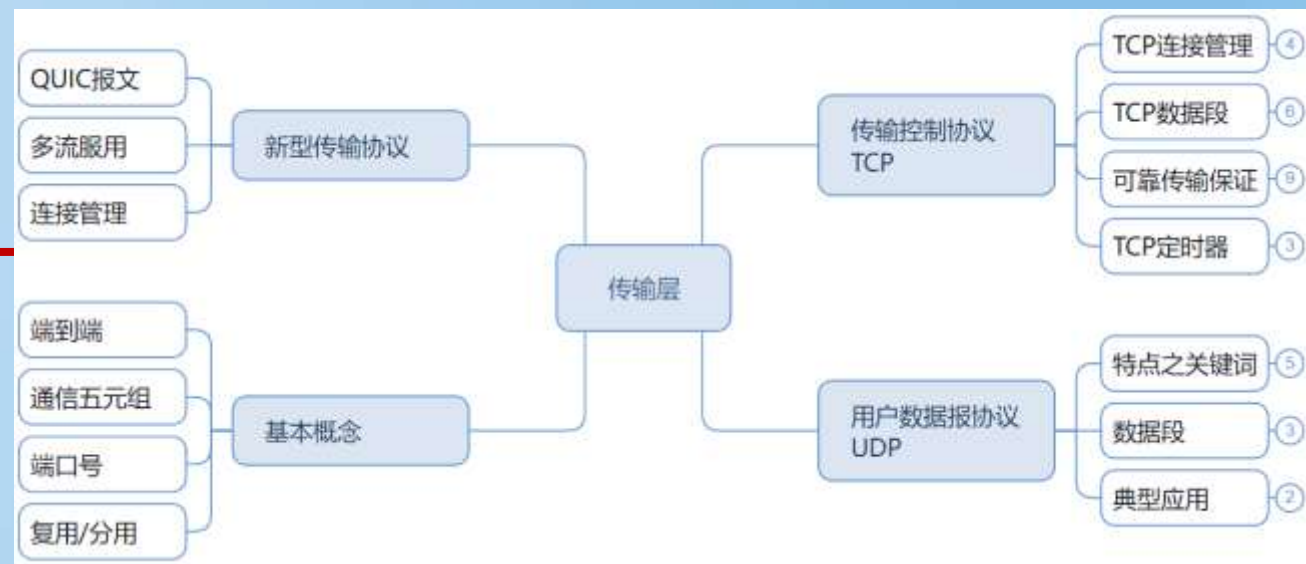 QUIC报文
多流服用
连接管理
新型传输协议
端到端
通信五元组
端口号
复用/分用
基本概念
传输层
传输控制协议
TCP
TCP连接管理 4
TCP数据段 6
可靠传输保证 9
TCP定时器 3
用户数据报协议
UDP
特点之关键词 5
数据段 3
典型应用 2